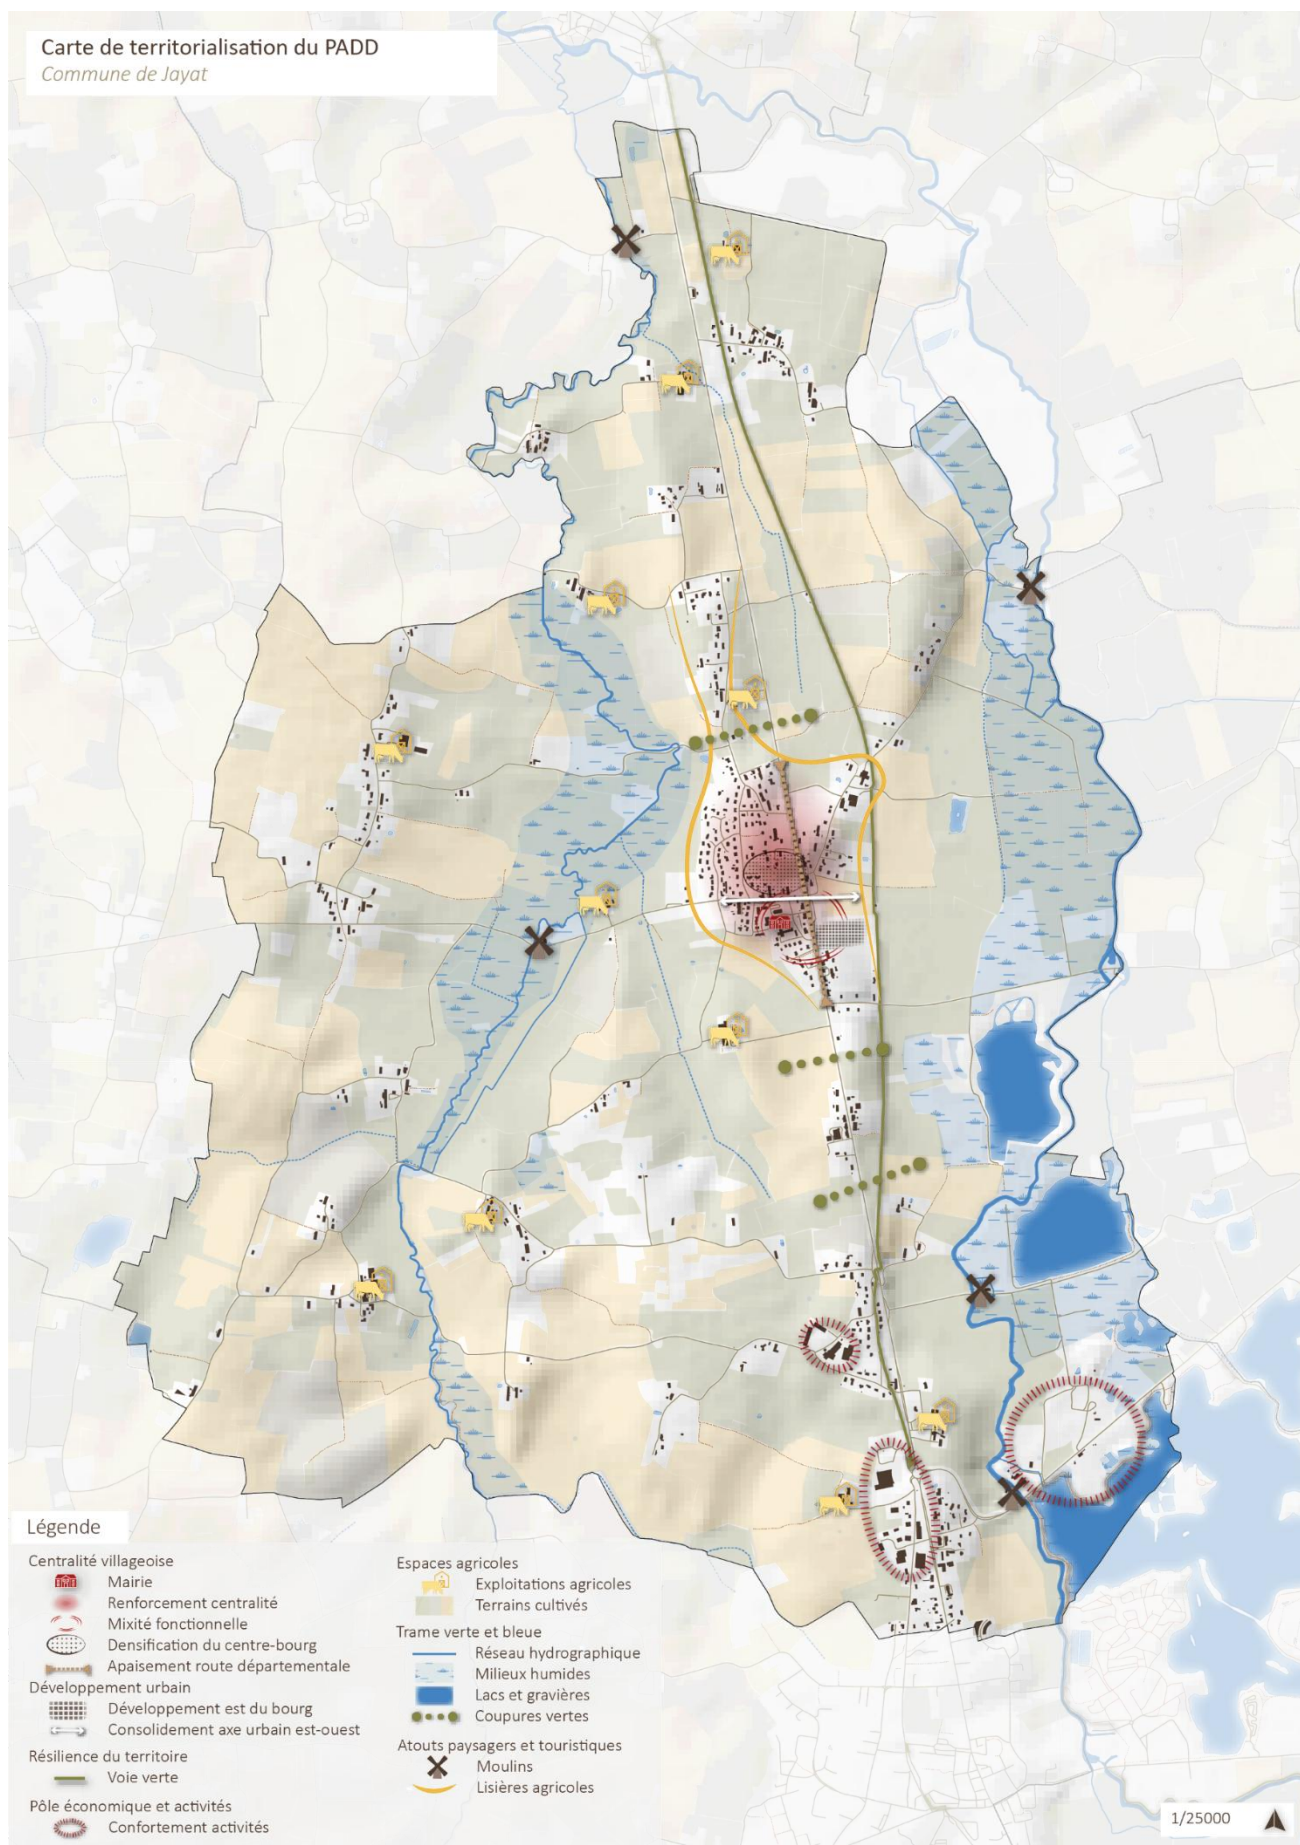 Carte de territorialisation du PADD
Commune de Jayat
Légende
Centralité villageoise
Mairie
Renforcement centralité
Mixité fonctionnelle
Densification du centre-bourg
Apaisement route départementale
Développement urbain
Développement est du bourg
Consolidement axe urbain est-ouest
Résilience du territoire
Voie verte
Pôle économique et activités
Confortement activités
Espaces agricoles
Exploitations agricoles
Terrains cultivés
Trame verte et bleue
Réseau hydrographique
Milieux humides
Lacs et gravières
Coupures vertes
Atouts paysagers et touristiques
Moulins
Lisières agricoles
1/25000